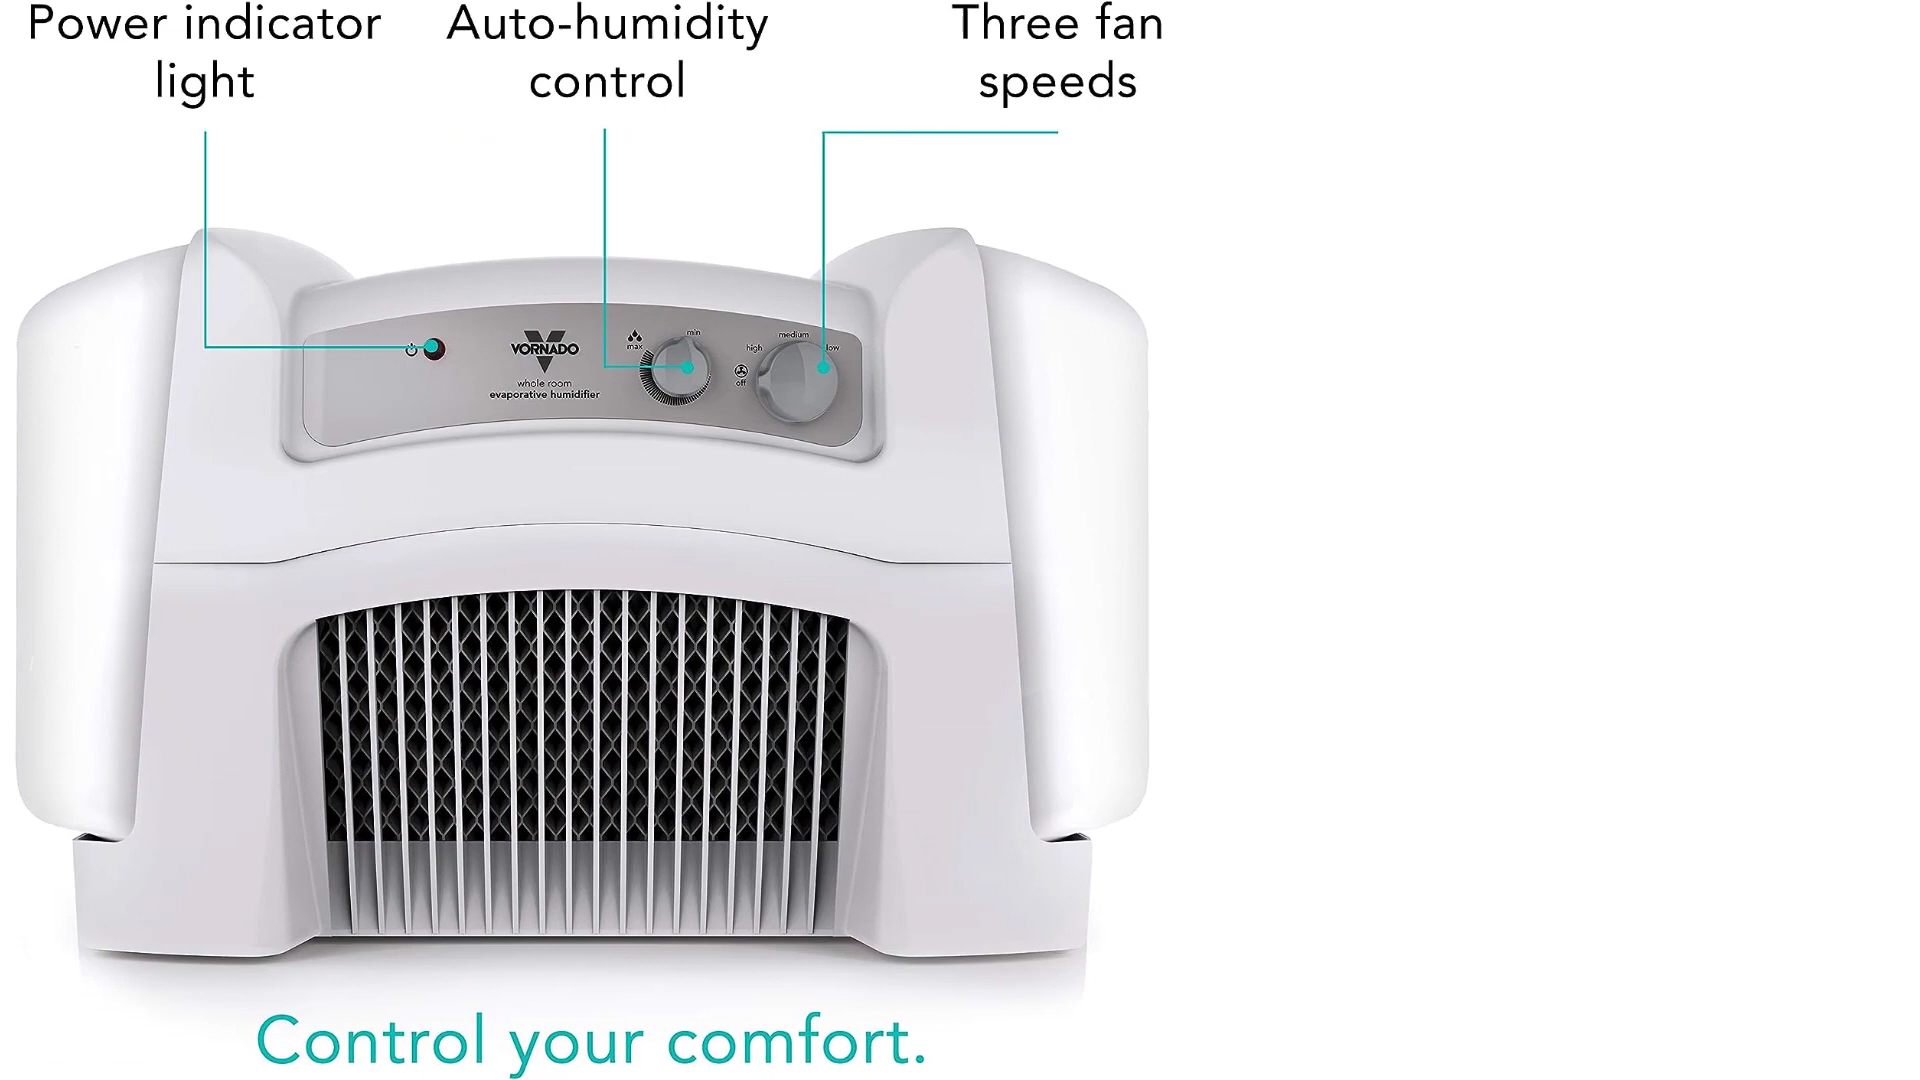 Power indicator
light
Auto-humidity
control
Three fan
speeds
VORNADO
whole room
evaporative humidifier
max
min
off
high
medium
low
Control your comfort.